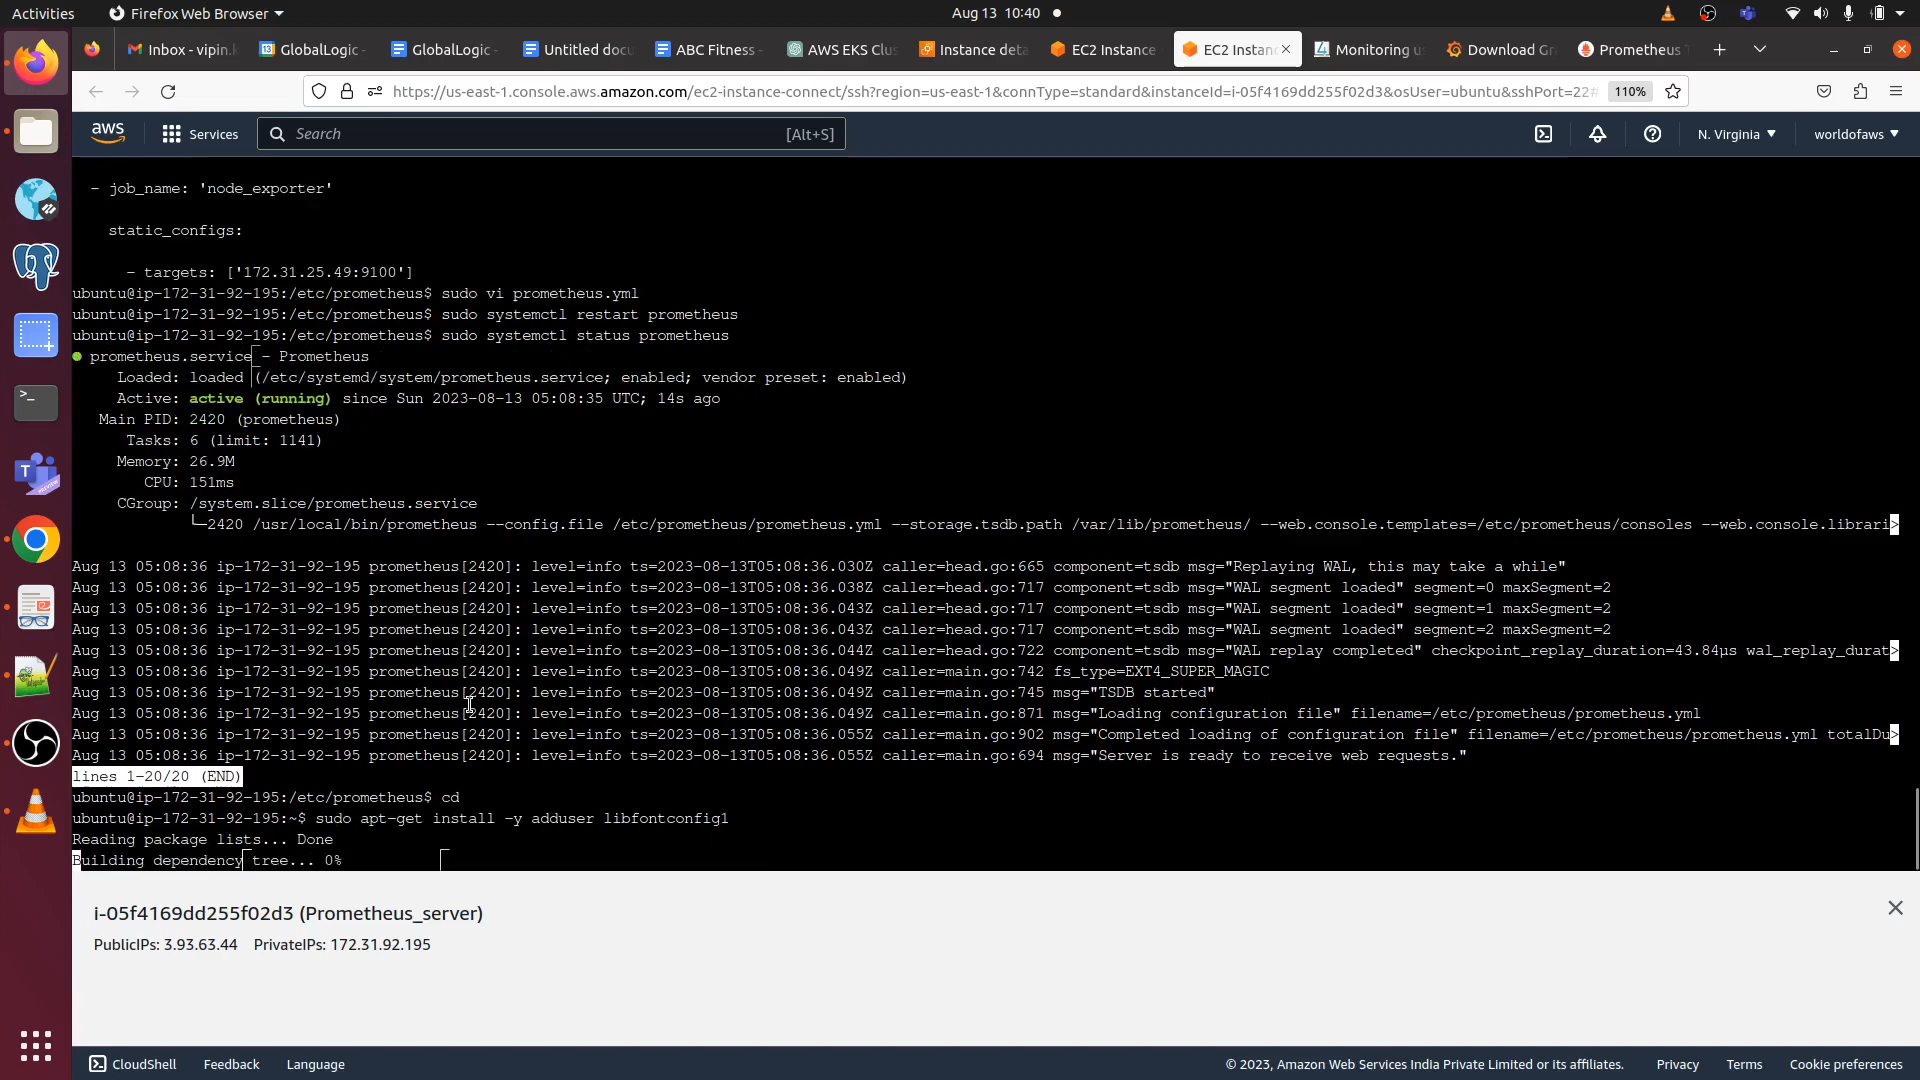 Activities
Firefox Web Browser
Aug 13 10:40
Inbox - vipin.k
GlobalLogic -
GlobalLogic -
Untitled docu
ABC Fitness -
AWS EKS Clus
Instance deta
EC2 Instance
EC2 Instanc
Monitoring u
Download Gr
Prometheus T
https://us-east-1.console.aws.amazon.com/ec2-instance-connect/ssh?region=us-east-1&connType=standard&instanceId=i-05f4169dd255f02d3&osUser=ubuntu&sshPort=22#
110%
aws
Services
Search
[Alt+S]
N. Virginia
worldofaws
- job_name: 'node_exporter'
static_configs:
- targets: ['172.31.25.49:9100']
ubuntu@ip-172-31-92-195:/etc/prometheus$ sudo vi prometheus.yml
ubuntu@ip-172-31-92-195:/etc/prometheus$ sudo systemctl restart prometheus
ubuntu@ip-172-31-92-195:/etc/prometheus$ sudo systemctl status prometheus
● prometheus.service - Prometheus
Loaded: loaded (/etc/systemd/system/prometheus.service; enabled; vendor preset: enabled)
Active: active (running) since Sun 2023-08-13 05:08:35 UTC; 14s ago
Main PID: 2420 (prometheus)
Tasks: 6 (limit: 1141)
Memory: 26.9M
CPU: 151ms
CGroup: /system.slice/prometheus.service
└─2420 /usr/local/bin/prometheus --config.file /etc/prometheus/prometheus.yml --storage.tsdb.path /var/lib/prometheus/ --web.console.templates=/etc/prometheus/consoles --web.console.librari>
Aug 13 05:08:36 ip-172-31-92-195 prometheus[2420]: level=info ts=2023-08-13T05:08:36.030Z caller=head.go:665 component=tsdb msg="Replaying WAL, this may take a while"
Aug 13 05:08:36 ip-172-31-92-195 prometheus[2420]: level=info ts=2023-08-13T05:08:36.038Z caller=head.go:717 component=tsdb msg="WAL segment loaded" segment=0 maxSegment=2
Aug 13 05:08:36 ip-172-31-92-195 prometheus[2420]: level=info ts=2023-08-13T05:08:36.043Z caller=head.go:717 component=tsdb msg="WAL segment loaded" segment=1 maxSegment=2
Aug 13 05:08:36 ip-172-31-92-195 prometheus[2420]: level=info ts=2023-08-13T05:08:36.043Z caller=head.go:717 component=tsdb msg="WAL segment loaded" segment=2 maxSegment=2
Aug 13 05:08:36 ip-172-31-92-195 prometheus[2420]: level=info ts=2023-08-13T05:08:36.044Z caller=head.go:722 component=tsdb msg="WAL replay completed" checkpoint_replay_duration=43.84µs wal_replay_durat>
Aug 13 05:08:36 ip-172-31-92-195 prometheus[2420]: level=info ts=2023-08-13T05:08:36.049Z caller=main.go:742 fs_type=EXT4_SUPER_MAGIC
Aug 13 05:08:36 ip-172-31-92-195 prometheus[2420]: level=info ts=2023-08-13T05:08:36.049Z caller=main.go:745 msg="TSDB started"
Aug 13 05:08:36 ip-172-31-92-195 prometheus[2420]: level=info ts=2023-08-13T05:08:36.049Z caller=main.go:871 msg="Loading configuration file" filename=/etc/prometheus/prometheus.yml
Aug 13 05:08:36 ip-172-31-92-195 prometheus[2420]: level=info ts=2023-08-13T05:08:36.055Z caller=main.go:902 msg="Completed loading of configuration file" filename=/etc/prometheus/prometheus.yml totalDu>
Aug 13 05:08:36 ip-172-31-92-195 prometheus[2420]: level=info ts=2023-08-13T05:08:36.055Z caller=main.go:694 msg="Server is ready to receive web requests."
lines 1-20/20 (END)
ubuntu@ip-172-31-92-195:/etc/prometheus$ cd
ubuntu@ip-172-31-92-195:~$ sudo apt-get install -y adduser libfontconfig1
Reading package lists... Done
Building dependency tree... 0%
i-05f4169dd255f02d3 (Prometheus_server)
PublicIPs: 3.93.63.44 PrivateIPs: 172.31.92.195
CloudShell
Feedback
Language
© 2023, Amazon Web Services India Private Limited or its affiliates.
Privacy
Terms
Cookie preferences